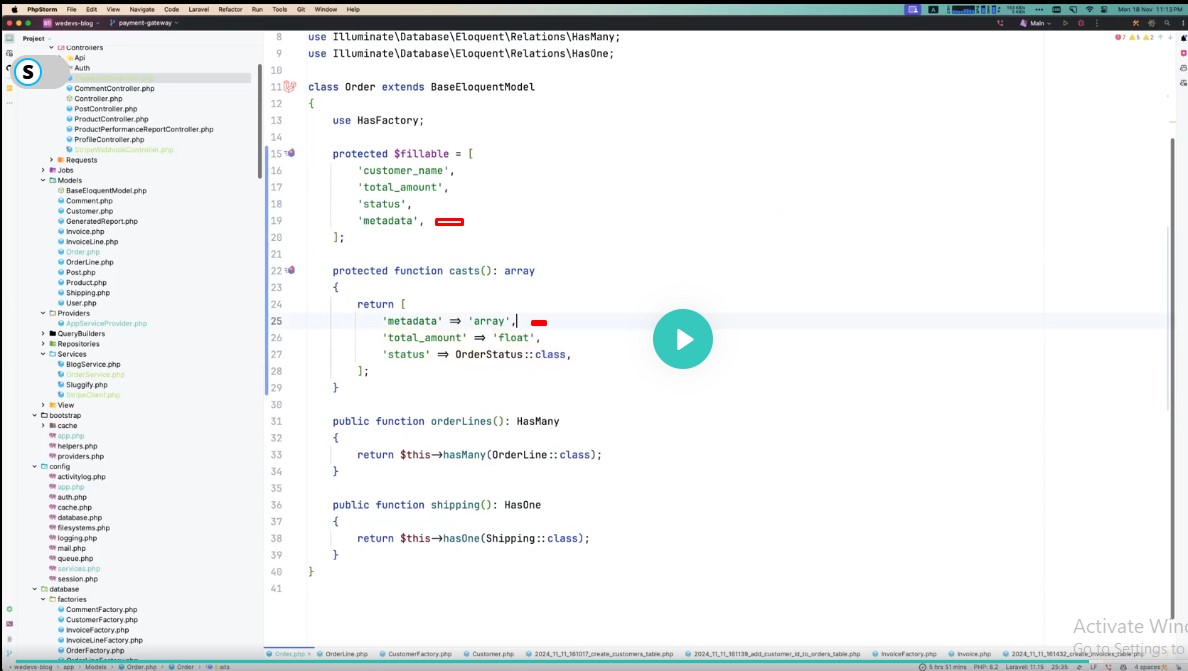 PhpStorm File Edit View Navigate Code Laravel Refactor Run Tools Git Window Help
Mon 18 Nov 11:13 PM
wedevs-blog payment-gateway
Main
Project
Controllers
Api
Auth
CommentController.php
Controller.php
PostController.php
ProductController.php
ProductPerformanceReportController.php
ProfileController.php
StripeWebhookController.php
Requests
Jobs
Models
BaseEloquentModel.php
Comment.php
Customer.php
GeneratedReport.php
Invoice.php
InvoiceLine.php
Order.php
OrderLine.php
Post.php
Product.php
Shipping.php
User.php
Providers
AppServiceProvider.php
QueryBuilders
Repositories
Services
BlogService.php
OrderService.php
Sluggify.php
StripeClient.php
View
bootstrap
cache
app.php
helpers.php
providers.php
config
activitylog.php
app.php
auth.php
cache.php
database.php
filesystems.php
logging.php
mail.php
queue.php
services.php
session.php
database
factories
CommentFactory.php
CustomerFactory.php
InvoiceFactory.php
InvoiceLineFactory.php
OrderFactory.php
S
8 use Illuminate\Database\Eloquent\Relations\HasMany;
9 use Illuminate\Database\Eloquent\Relations\HasOne;
10
11 class Order extends BaseEloquentModel
12 {
13 use HasFactory;
14
15 protected $fillable = [
16 'customer_name',
17 'total_amount',
18 'status',
19 'metadata',
20 ];
21
22 protected function casts(): array
23 {
24 return [
25 'metadata' => 'array',
26 'total_amount' => 'float',
27 'status' => OrderStatus::class,
28 ];
29 }
30
31 public function orderLines(): HasMany
32 {
33 return $this->hasMany(OrderLine::class);
34 }
35
36 public function shipping(): HasOne
37 {
38 return $this->hasOne(Shipping::class);
39 }
40 }
41
Activate Win
Go to Settings to
Order.php OrderLine.php CustomerFactory.php Customer.php 2024_11_11_161017_create_customers_table.php 2024_11_11_161139_add_customer_id_to_orders_table.php InvoiceFactory.php Invoice.php 2024_11_11_161432_create_invoices_table.php
wedevs-blog app Models Order.php Order casts
5 hrs 51 mins PHP: 8.2 Laravel: 11.15 25:35 LF 4 spaces